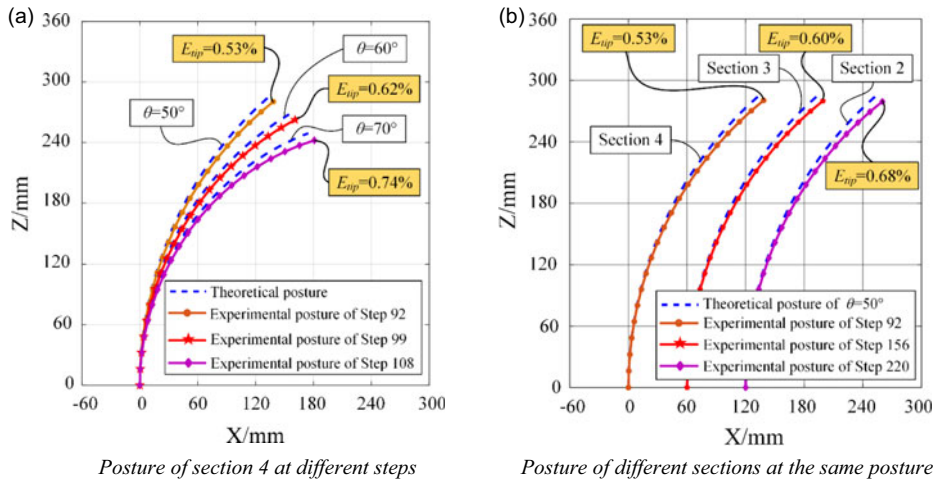 (a)
360
300
240
180
120
60
0
Z/mm
-60 0 60 120 180 240 300
X/mm
E_tip=0.53%
θ=60°
E_tip=0.62%
θ=50°
θ=70°
E_tip=0.74%
Theoretical posture
Experimental posture of Step 92
Experimental posture of Step 99
Experimental posture of Step 108
Posture of section 4 at different steps
(b)
360
300
240
180
120
60
0
Z/mm
-60 0 60 120 180 240 300
X/mm
E_tip=0.53%
E_tip=0.60%
Section 3
Section 2
Section 4
E_tip=0.68%
Theoretical posture of θ=50°
Experimental posture of Step 92
Experimental posture of Step 156
Experimental posture of Step 220
Posture of different sections at the same posture